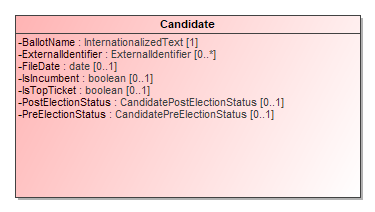 Candidate
-BallotName : InternationalizedText [1]
-ExternalIdentifier : ExternalIdentifier [0..*]
-FileDate : date [0..1]
-IsIncumbent : boolean [0..1]
-IsTopTicket : boolean [0..1]
-PostElectionStatus : CandidatePostElectionStatus [0..1]
-PreElectionStatus : CandidatePreElectionStatus [0..1]